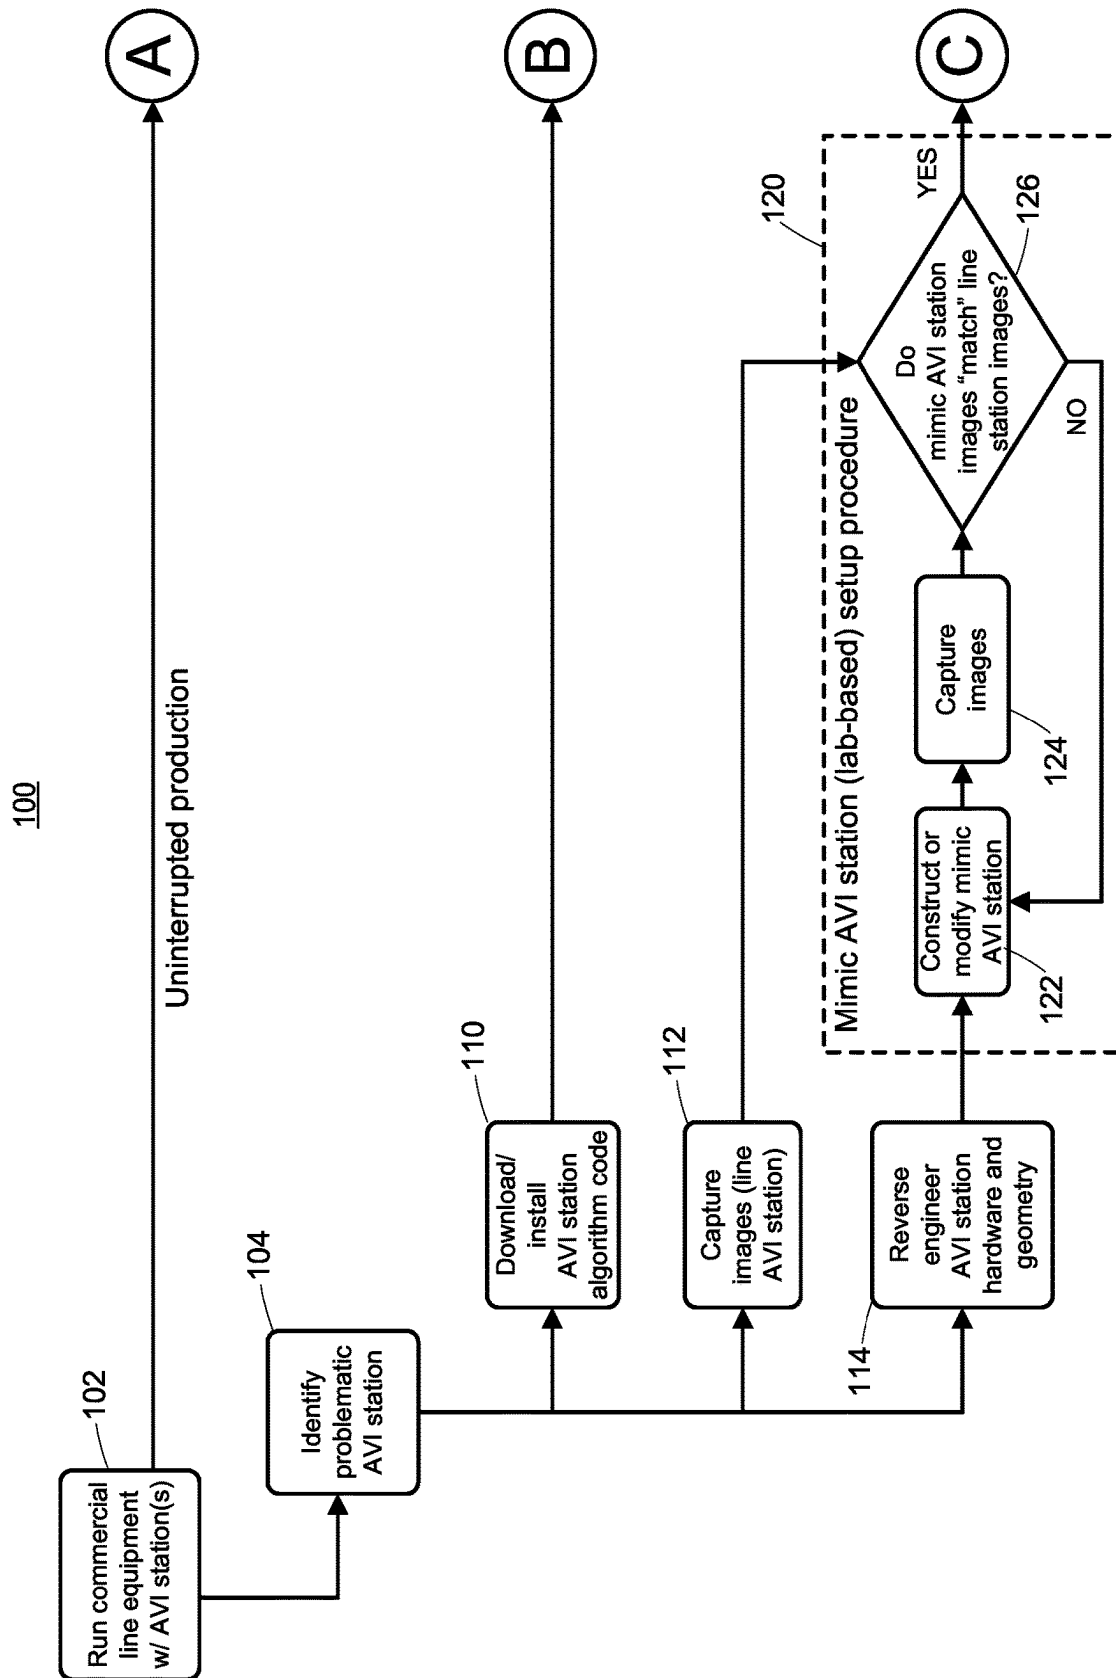 100
102
Run commercial
line equipment
w/ AVI station(s)
Uninterrupted production
A
104
Identify
problematic
AVI station
110
Download/
install
AVI station
algorithm code
B
112
Capture
images (line
AVI station)
114
Reverse
engineer
AVI station
hardware and
geometry
120
Mimic AVI station (lab-based) setup procedure
Construct or
modify mimic
AVI station
122
Capture
images
124
Do
mimic AVI station
images “match” line
station images?
126
YES
NO
C